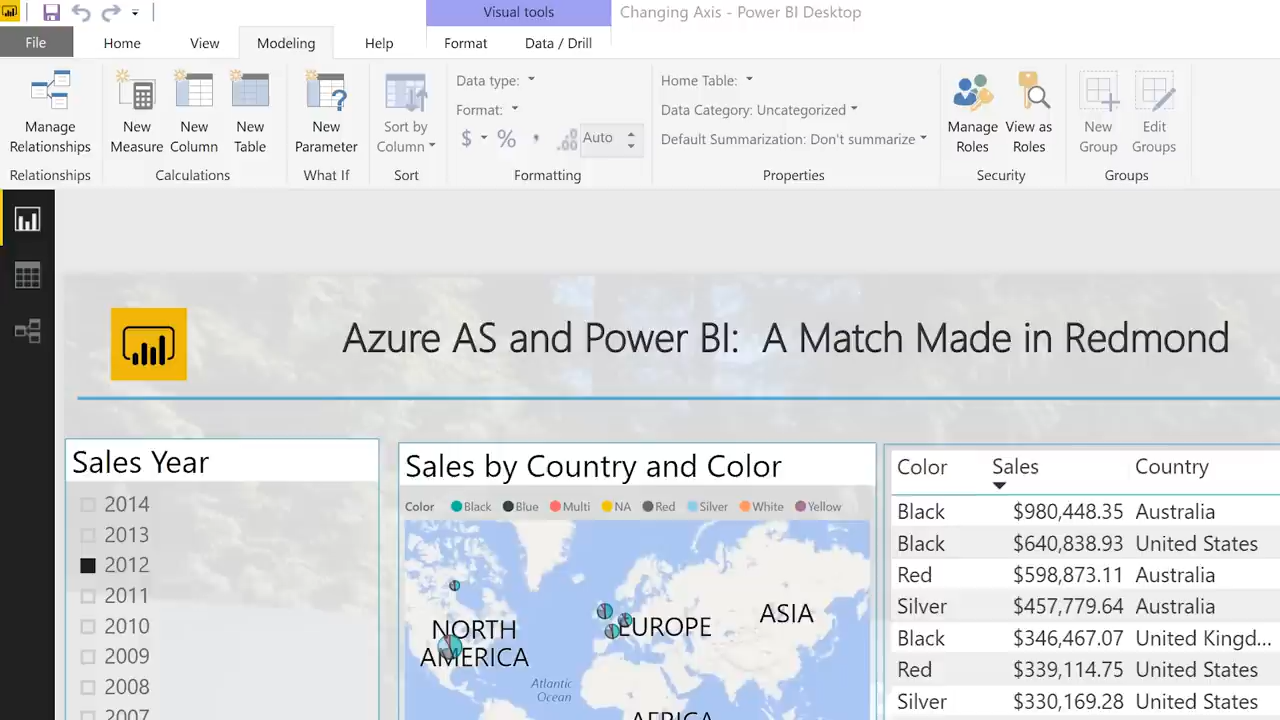 Visual tools
Changing Axis - Power BI Desktop
File
Home
View
Modeling
Help
Format
Data / Drill
Manage
Relationships
Relationships
New
Measure
New
Column
New
Table
Calculations
New
Parameter
What If
Sort by
Column
Sort
Data type:
Format:
$ % , Auto
Formatting
Home Table:
Data Category: Uncategorized
Default Summarization: Don't summarize
Properties
Manage
Roles
View as
Roles
Security
New
Group
Edit
Groups
Groups
Azure AS and Power BI: A Match Made in Redmond
Sales Year
2014
2013
2012
2011
2010
2009
2008
2007
Sales by Country and Color
Color Black Blue Multi NA Red Silver White Yellow
NORTH
AMERICA
EUROPE
ASIA
Atlantic
Ocean
AFRICA
Color Sales Country
Black $980,448.35 Australia
Black $640,838.93 United States
Red $598,873.11 Australia
Silver $457,779.64 Australia
Black $346,467.07 United Kingd...
Red $339,114.75 United States
Silver $330,169.28 United States